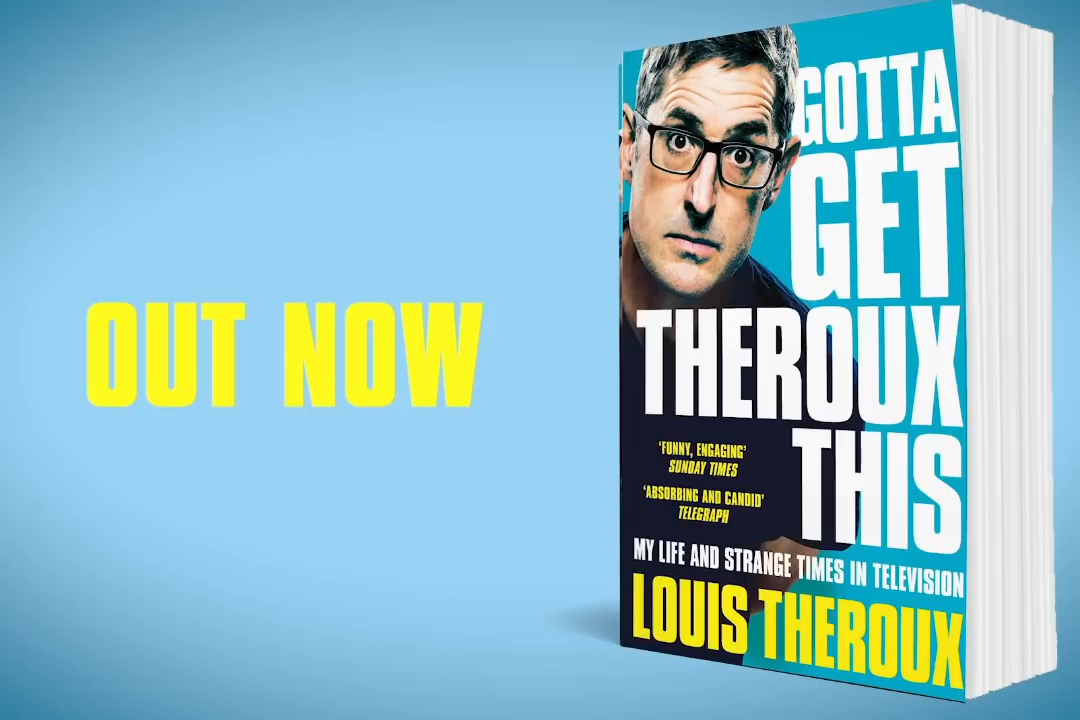 OUT NOW
GOTTA
GET
THEROUX
THIS
‘FUNNY, ENGAGING’
SUNDAY TIMES
‘ABSORBING AND CANDID’
TELEGRAPH
MY LIFE AND STRANGE TIMES IN TELEVISION
LOUIS THEROUX